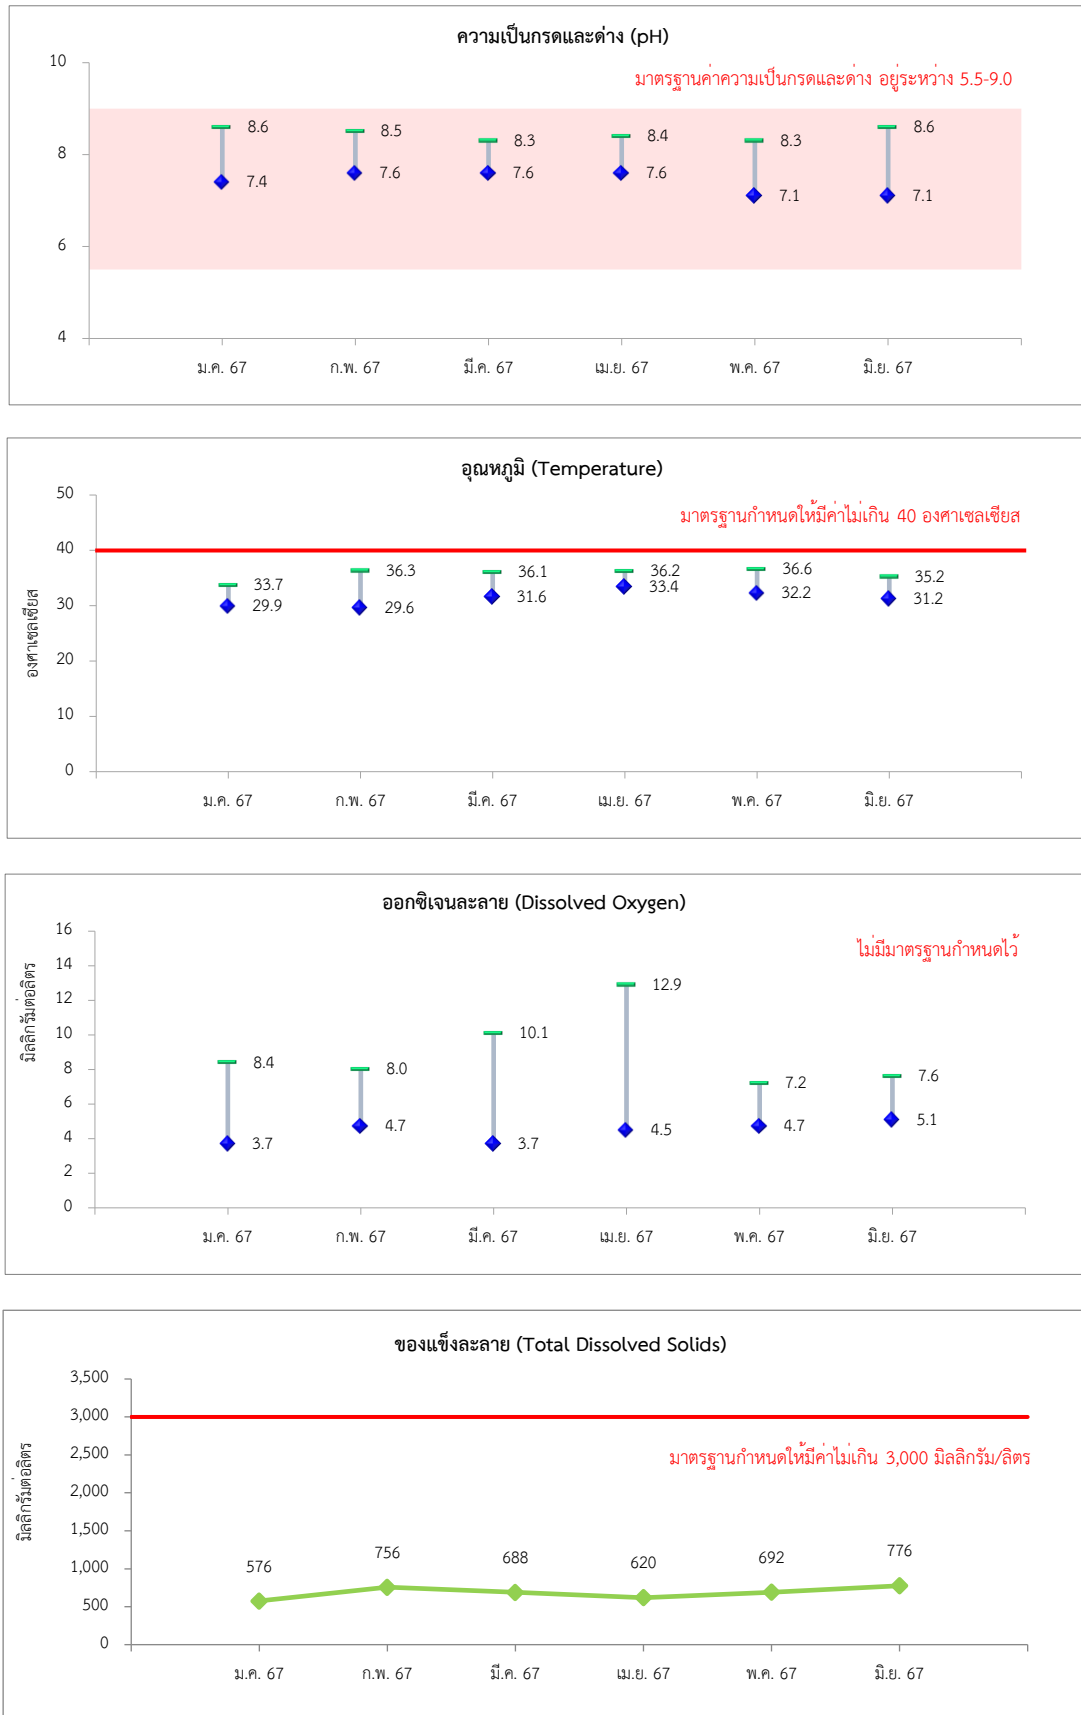 ความเป็นกรดและด่าง (pH)
มาตรฐานค่าความเป็นกรดและด่าง อยู่ระหว่าง 5.5-9.0
10
8
6
4
8.6 8.5 8.3 8.4 8.3 8.6
7.4 7.6 7.6 7.6 7.1 7.1
ม.ค. 67 ก.พ. 67 มี.ค. 67 เม.ย. 67 พ.ค. 67 มิ.ย. 67
อุณหภูมิ (Temperature)
มาตรฐานกำหนดให้มีค่าไม่เกิน 40 องศาเซลเซียส
องศาเซลเซียส
50
40
30
20
10
0
33.7 36.3 36.1 36.2 36.6 35.2
29.9 29.6 31.6 33.4 32.2 31.2
ม.ค. 67 ก.พ. 67 มี.ค. 67 เม.ย. 67 พ.ค. 67 มิ.ย. 67
ออกซิเจนละลาย (Dissolved Oxygen)
ไม่มีมาตรฐานกำหนดไว้
มิลลิกรัมต่อลิตร
16
14
12
10
8
6
4
2
0
8.4 8.0 10.1 12.9 7.2 7.6
3.7 4.7 3.7 4.5 4.7 5.1
ม.ค. 67 ก.พ. 67 มี.ค. 67 เม.ย. 67 พ.ค. 67 มิ.ย. 67
ของแข็งละลาย (Total Dissolved Solids)
มาตรฐานกำหนดให้มีค่าไม่เกิน 3,000 มิลลิกรัม/ลิตร
มิลลิกรัมต่อลิตร
3,500
3,000
2,500
2,000
1,500
1,000
500
0
576 756 688 620 692 776
ม.ค. 67 ก.พ. 67 มี.ค. 67 เม.ย. 67 พ.ค. 67 มิ.ย. 67